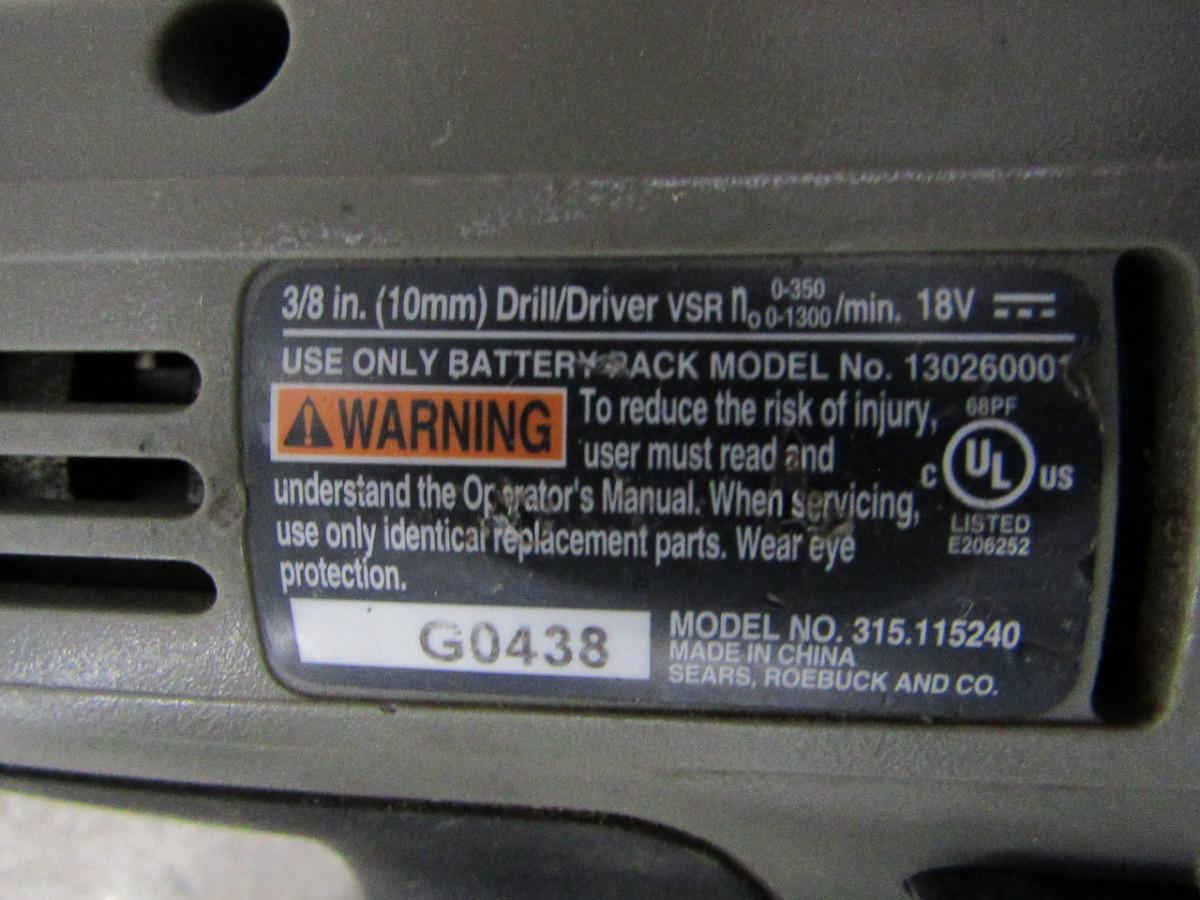 3/8 in. (10mm) Drill/Driver VSR no 0-350 0-1300 /min. 18V
USE ONLY BATTERY PACK MODEL No. 130260001
WARNING To reduce the risk of injury,
user must read and
understand the Operator's Manual. When servicing,
use only identical replacement parts. Wear eye
protection.
68PF
C UL US
LISTED
E206252
G0438
MODEL NO. 315.115240
MADE IN CHINA
SEARS, ROEBUCK AND CO.